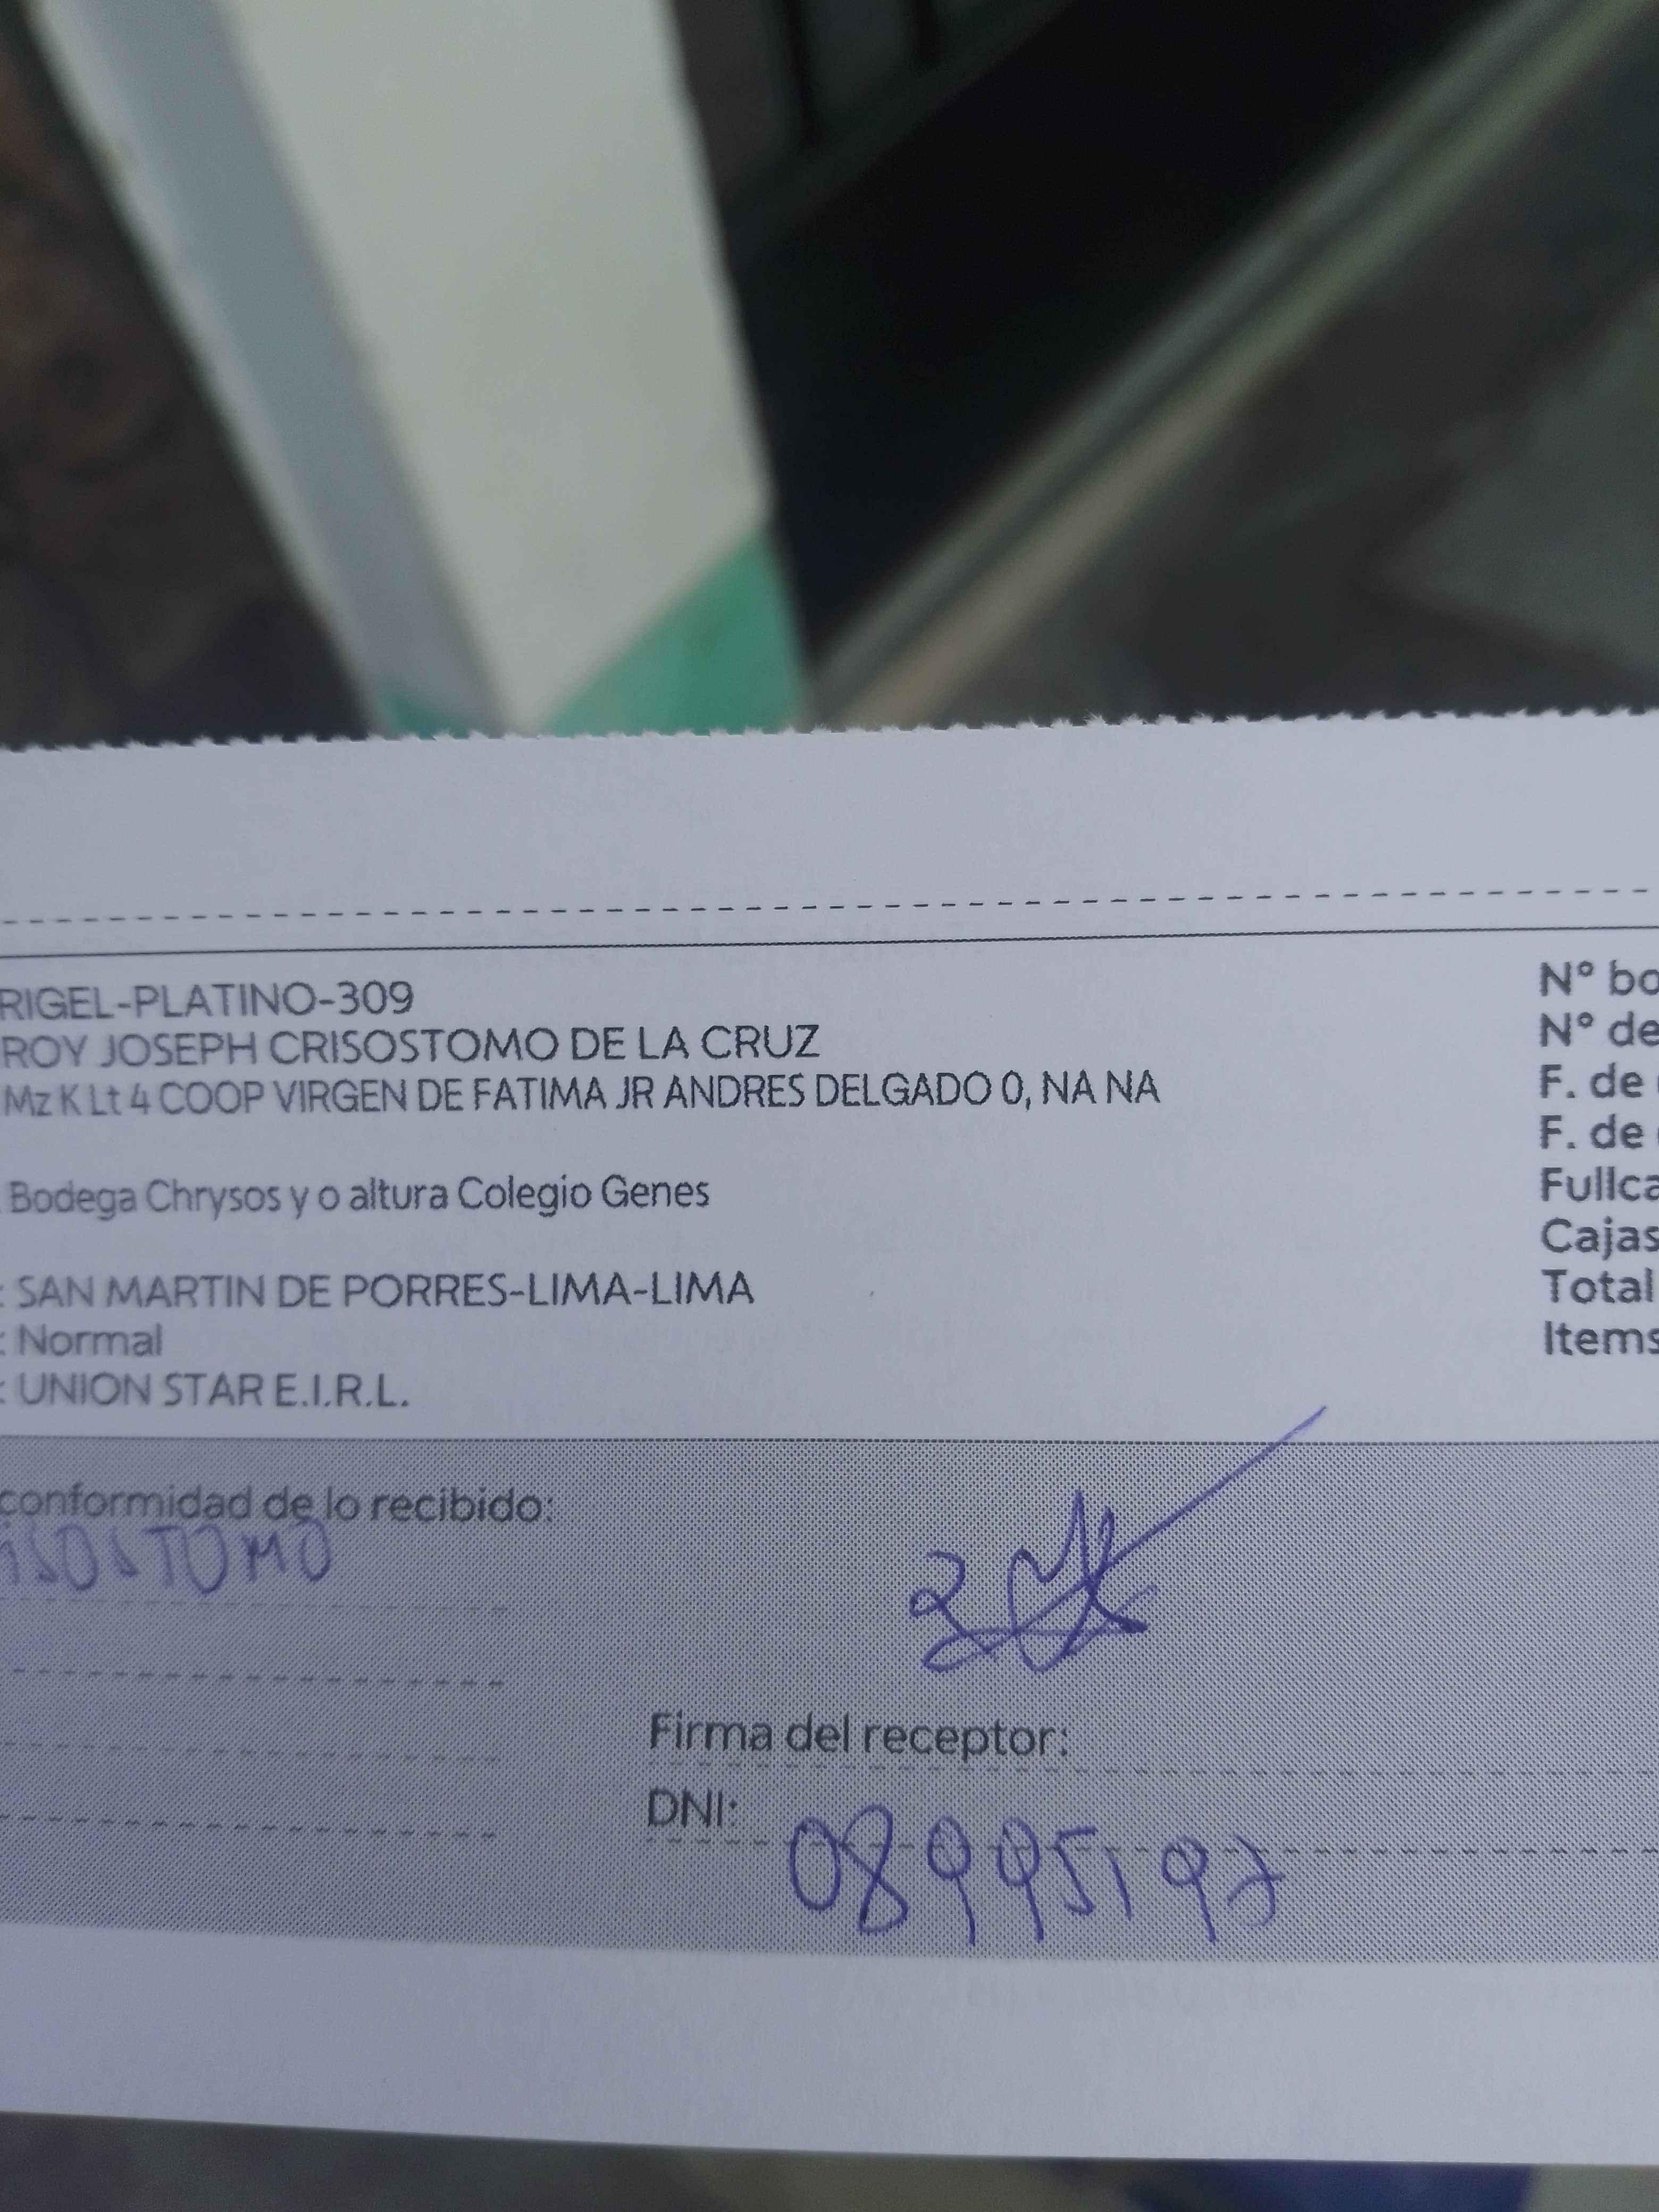 RIGEL-PLATINO-309
ROY JOSEPH CRISOSTOMO DE LA CRUZ
Mz K Lt 4 COOP VIRGEN DE FATIMA JR ANDRES DELGADO 0, NA NA
Bodega Chrysos y o altura Colegio Genes
: SAN MARTIN DE PORRES-LIMA-LIMA
: Normal
: UNION STAR E.I.R.L.
N° bo
N° de
F. de
F. de
Fullca
Cajas
Total
Items
conformidad de lo recibido:
ISOSTOMO
Firma del receptor:
DNI: 08995197